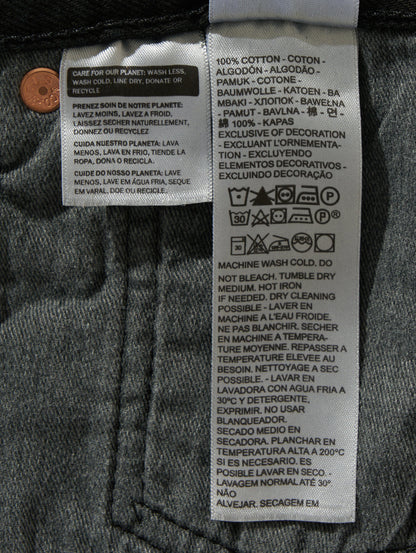 CARE FOR OUR PLANET: WASH LESS,
WASH COLD, LINE DRY, DONATE OR
RECYCLE
PRENEZ SOIN DE NOTRE PLANETE:
LAVEZ MOINS, LAVEZ A FROID,
LAISSEZ SECHER NATURELLEMENT,
DONNEZ OU RECYCLEZ
CUIDA NUESTRO PLANETA: LAVA
MENOS, LAVA EN FRIO, TIENDE LA
ROPA, DONA O RECICLA.
CUIDE DO NOSSO PLANETA: LAVE
MENOS, LAVE EM ÁGUA FRIA, SEQUE
EM VARAL, DOE OU RECICLE.
100% COTTON - COTON -
ALGODÓN - ALGODÃO -
PAMUK - COTONE -
BAUMWOLLE - KATOEN - BA
MBAKI - ХЛОПОК - BAWEŁNA
- PAMUT - BAVLNA - 棉 - 면 -
綿 100% - KAPAS
EXCLUSIVE OF DECORATION
- EXCLUANT L'ORNEMENTA-
TION - EXCLUYENDO
ELEMENTOS DECORATIVES -
EXCLUINDO DECORAÇÃO
MACHINE WASH COLD. DO
NOT BLEACH. TUMBLE DRY
MEDIUM. HOT IRON
IF NEEDED. DRY CLEANING
POSSIBLE - LAVER EN
MACHINE A L'EAU FROIDE,
NE PAS BLANCHIR. SECHER
EN MACHINE A TEMPERA-
TURE MOYENNE. REPASSER A
TEMPERATURE ELEVEE AU
BESOIN. NETTOYAGE A SEC
POSSIBLE - LAVAR EN
LAVADORA CON AGUA FRIA A
30ºC Y DETERGENTE,
EXPRIMIR. NO USAR
BLANQUEADOR.
SECADO MEDIO EN
SECADORA. PLANCHAR EN
TEMPERATURA ALTA A 200°C
SI ES NECESARIO. ES
POSIBLE LAVAR EN SECO. -
LAVAGEM NORMAL ATÉ 30°
NÃO
ALVEJAR. SECAGEM EM